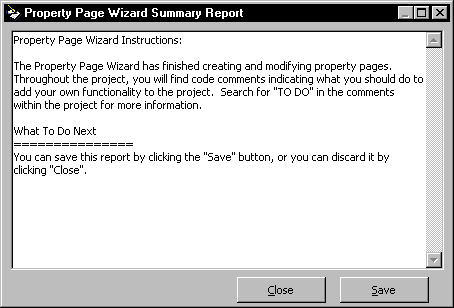 Property Page Wizard Summary Report
Property Page Wizard Instructions:
The Property Page Wizard has finished creating and modifying property pages.
Throughout the project, you will find code comments indicating what you should do to
add your own functionality to the project.  Search for "TO DO" in the comments
within the project for more information.
What To Do Next
===============
You can save this report by clicking the "Save" button, or you can discard it by
clicking "Close".
Close
Save